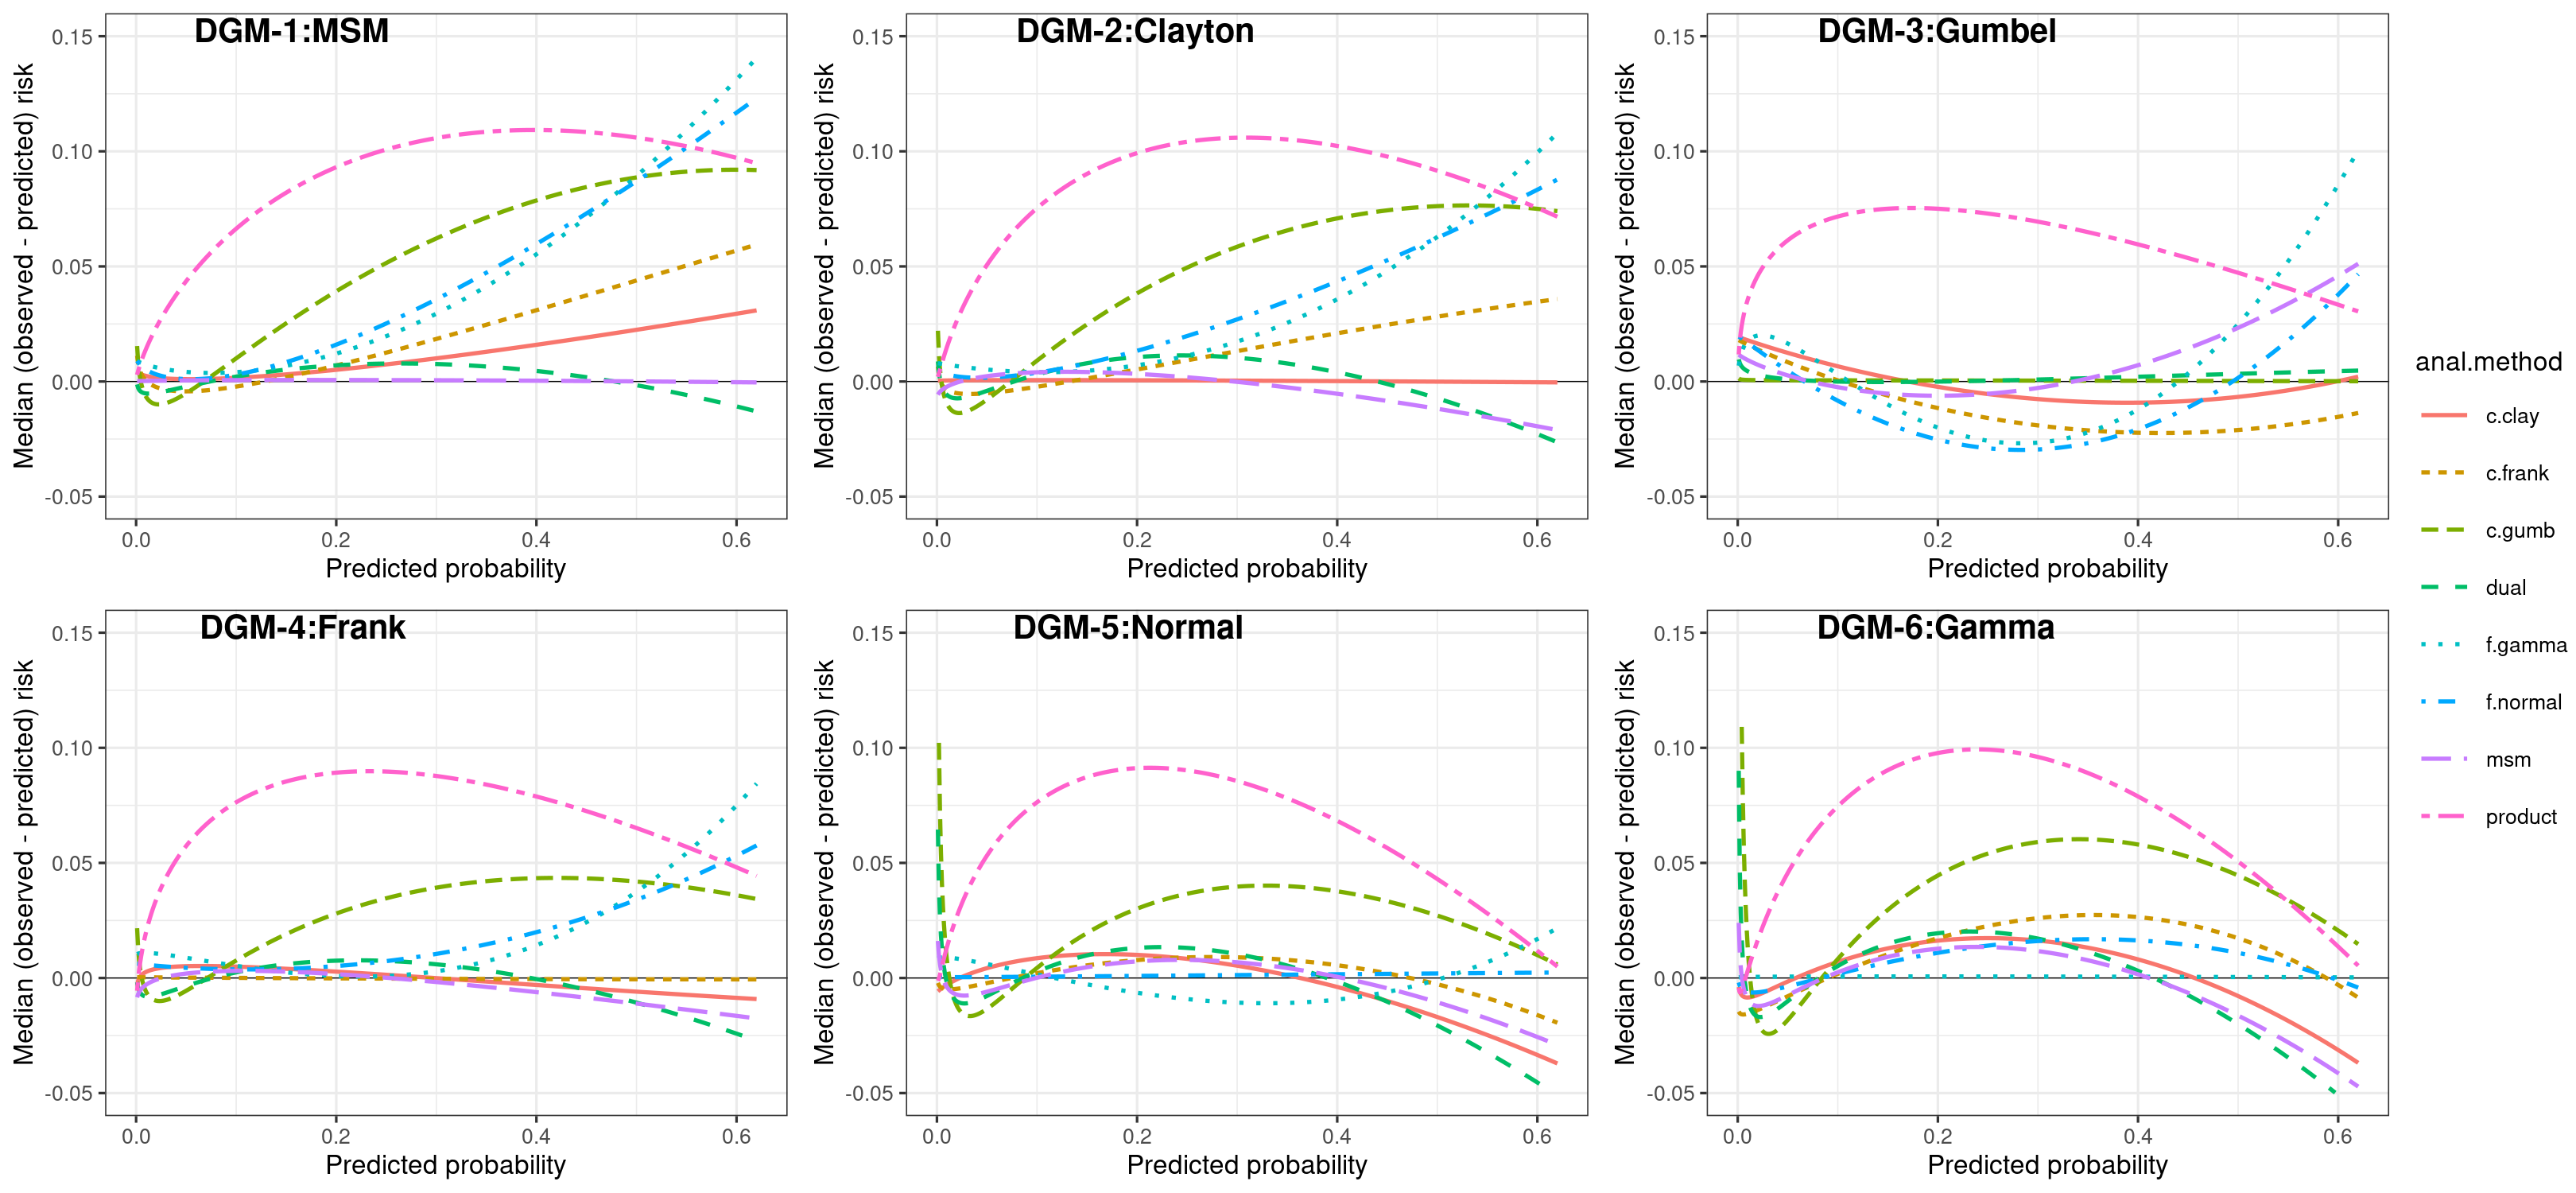 DGM-1:MSM
Median (observed - predicted) risk
0.15
0.10
0.05
0.00
-0.05
0.0 0.2 0.4 0.6
Predicted probability
DGM-2:Clayton
Median (observed - predicted) risk
0.15
0.10
0.05
0.00
-0.05
0.0 0.2 0.4 0.6
Predicted probability
DGM-3:Gumbel
Median (observed - predicted) risk
0.15
0.10
0.05
0.00
-0.05
0.0 0.2 0.4 0.6
Predicted probability
DGM-4:Frank
Median (observed - predicted) risk
0.15
0.10
0.05
0.00
-0.05
0.0 0.2 0.4 0.6
Predicted probability
DGM-5:Normal
Median (observed - predicted) risk
0.15
0.10
0.05
0.00
-0.05
0.0 0.2 0.4 0.6
Predicted probability
DGM-6:Gamma
Median (observed - predicted) risk
0.15
0.10
0.05
0.00
-0.05
0.0 0.2 0.4 0.6
Predicted probability
anal.method
c.clay
c.frank
c.gumb
dual
f.gamma
f.normal
msm
product